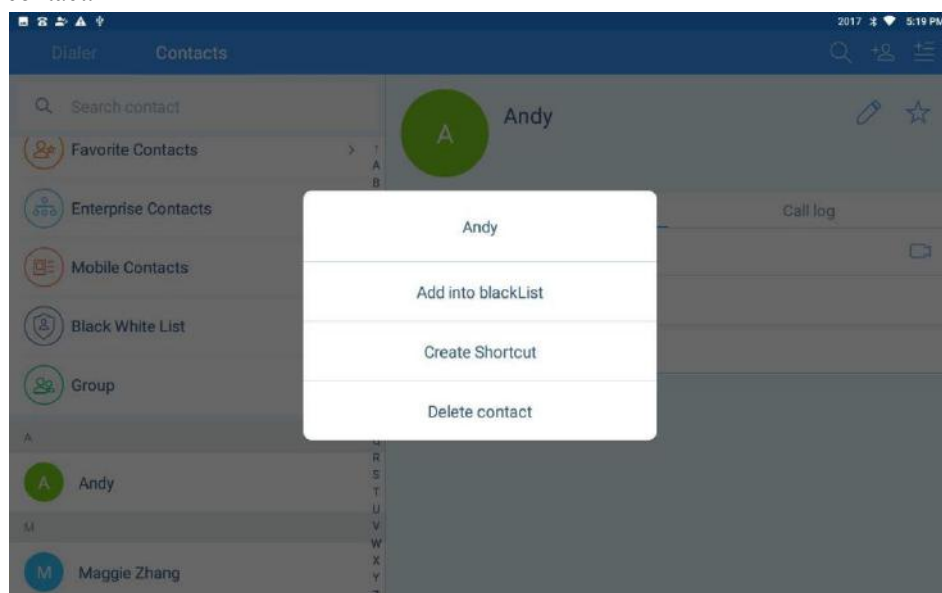 2017 5:19 PM
Dialer Contacts
Search contact
Andy
A
Favorite Contacts
A
B
Enterprise Contacts
Call log
Andy
Mobile Contacts
Add into blackList
Black White List
Create Shortcut
Group
Delete contact
A
R
S
T
U
V
W
X
Y
A Andy
M
M Maggie Zhang